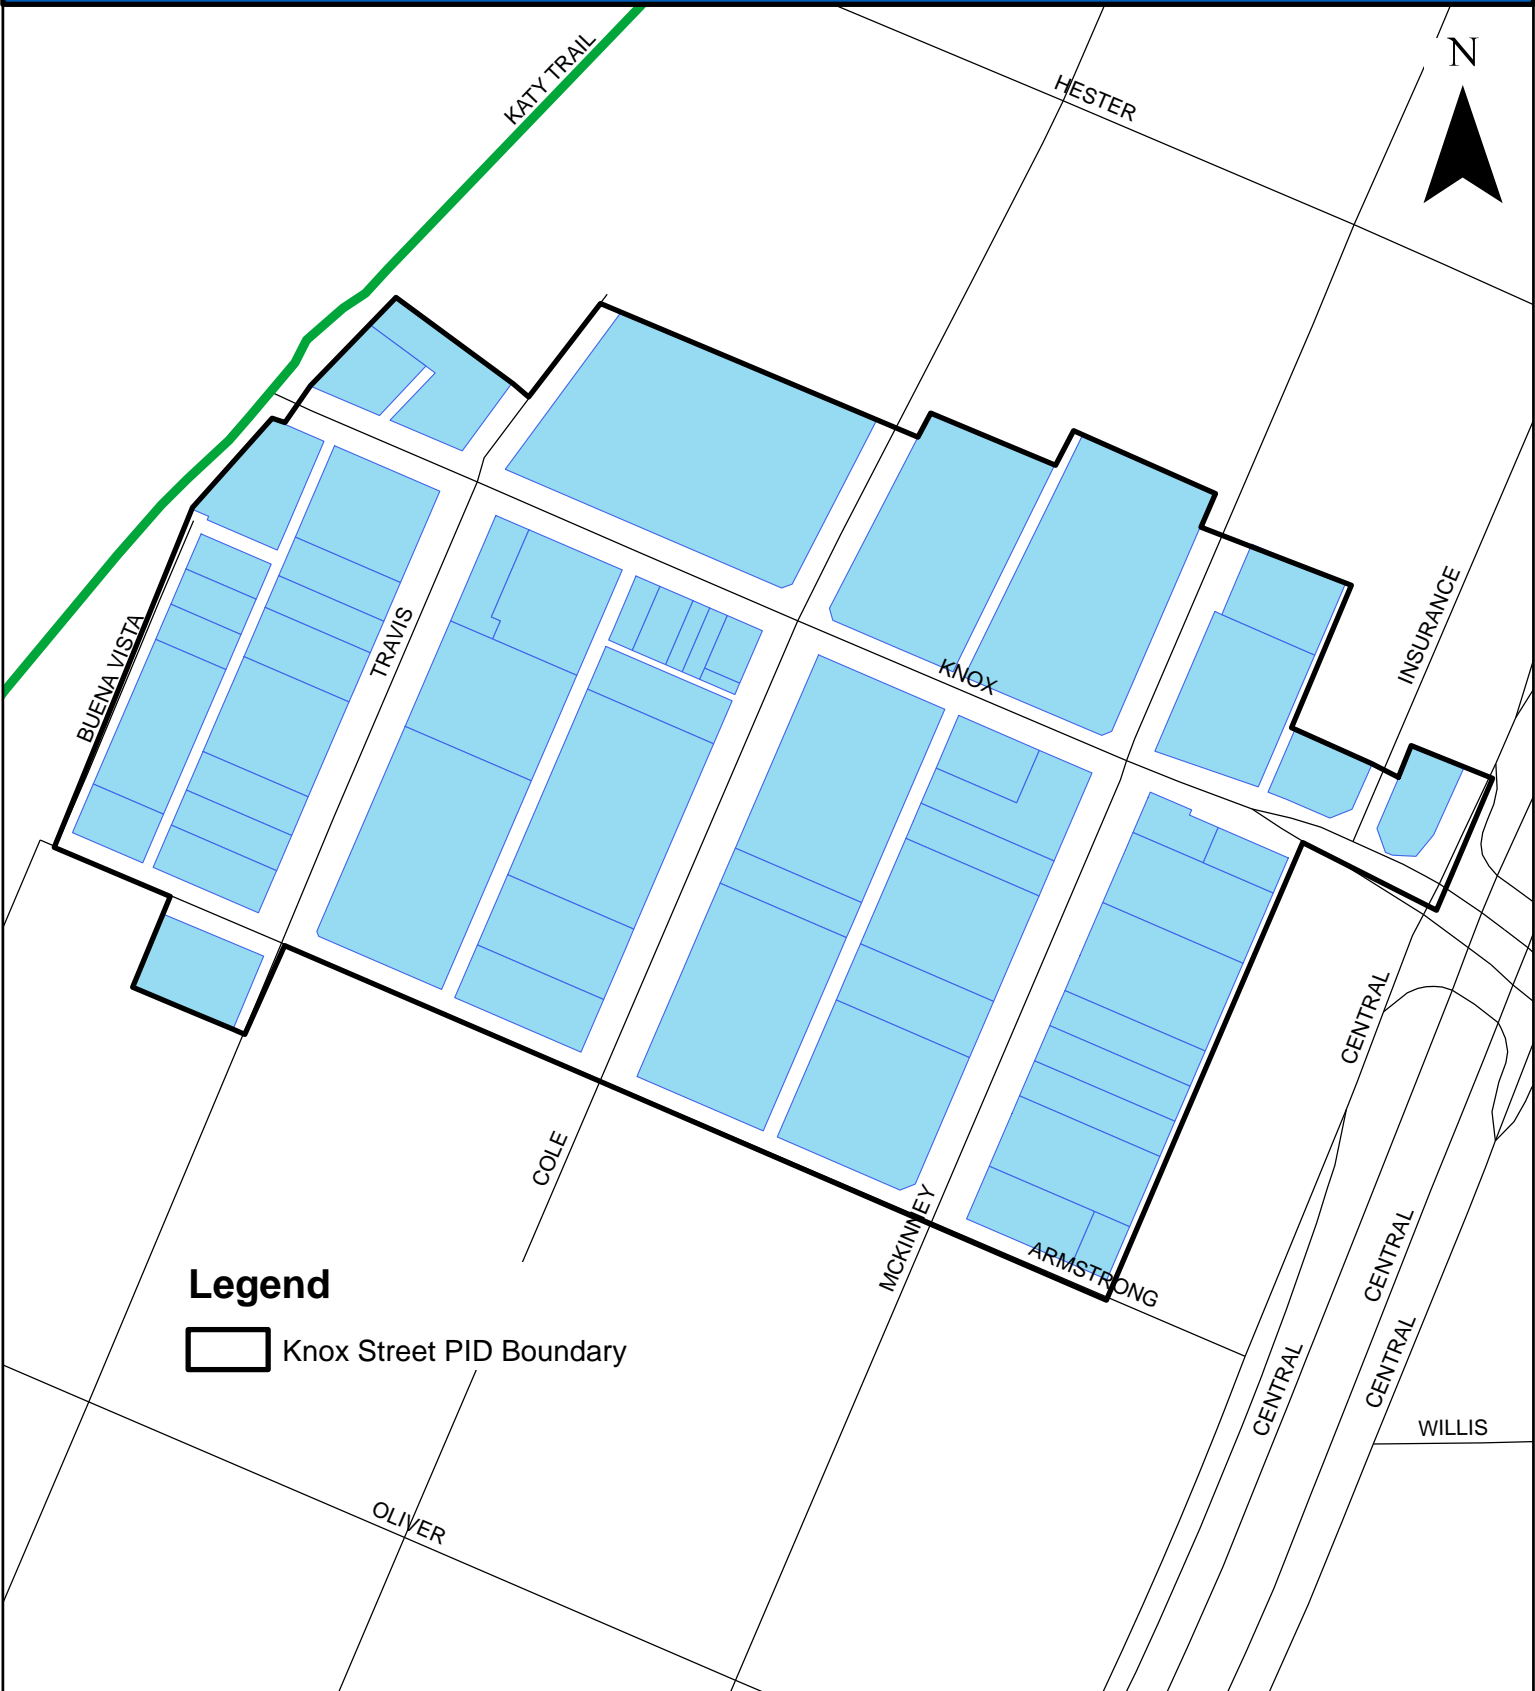 KATY TRAIL
HESTER
N
INSURANCE
BUENA VISTA
TRAVIS
KNOX
CENTRAL
COLE
MCKINNEY
ARMSTRONG
CENTRAL
CENTRAL
CENTRAL
Legend
Knox Street PID Boundary
WILLIS
OLIVER